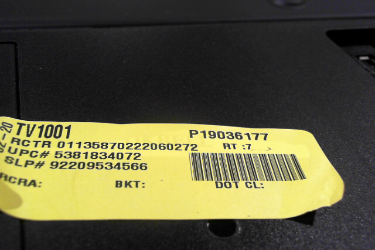 TV1001 P19036177
RCTR 01135870222060272 RT :7
UPC# 5381834072
SLP# 92209534566
RCRA: BKT: DOT CL: